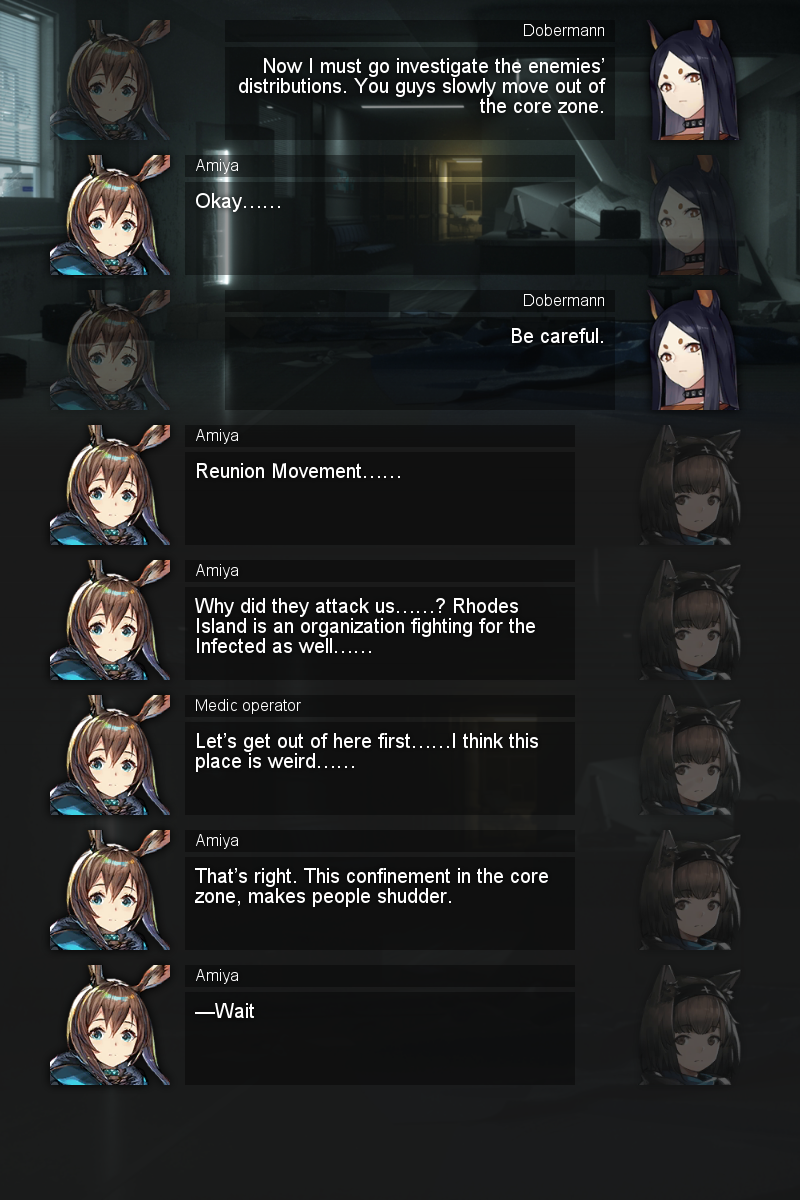 Dobermann
Now I must go investigate the enemies’
distributions. You guys slowly move out of
the core zone.
Amiya
Okay……
Dobermann
Be careful.
Amiya
Reunion Movement……
Amiya
Why did they attack us……? Rhodes
Island is an organization fighting for the
Infected as well……
Medic operator
Let’s get out of here first……I think this
place is weird……
Amiya
That’s right. This confinement in the core
zone, makes people shudder.
Amiya
—Wait